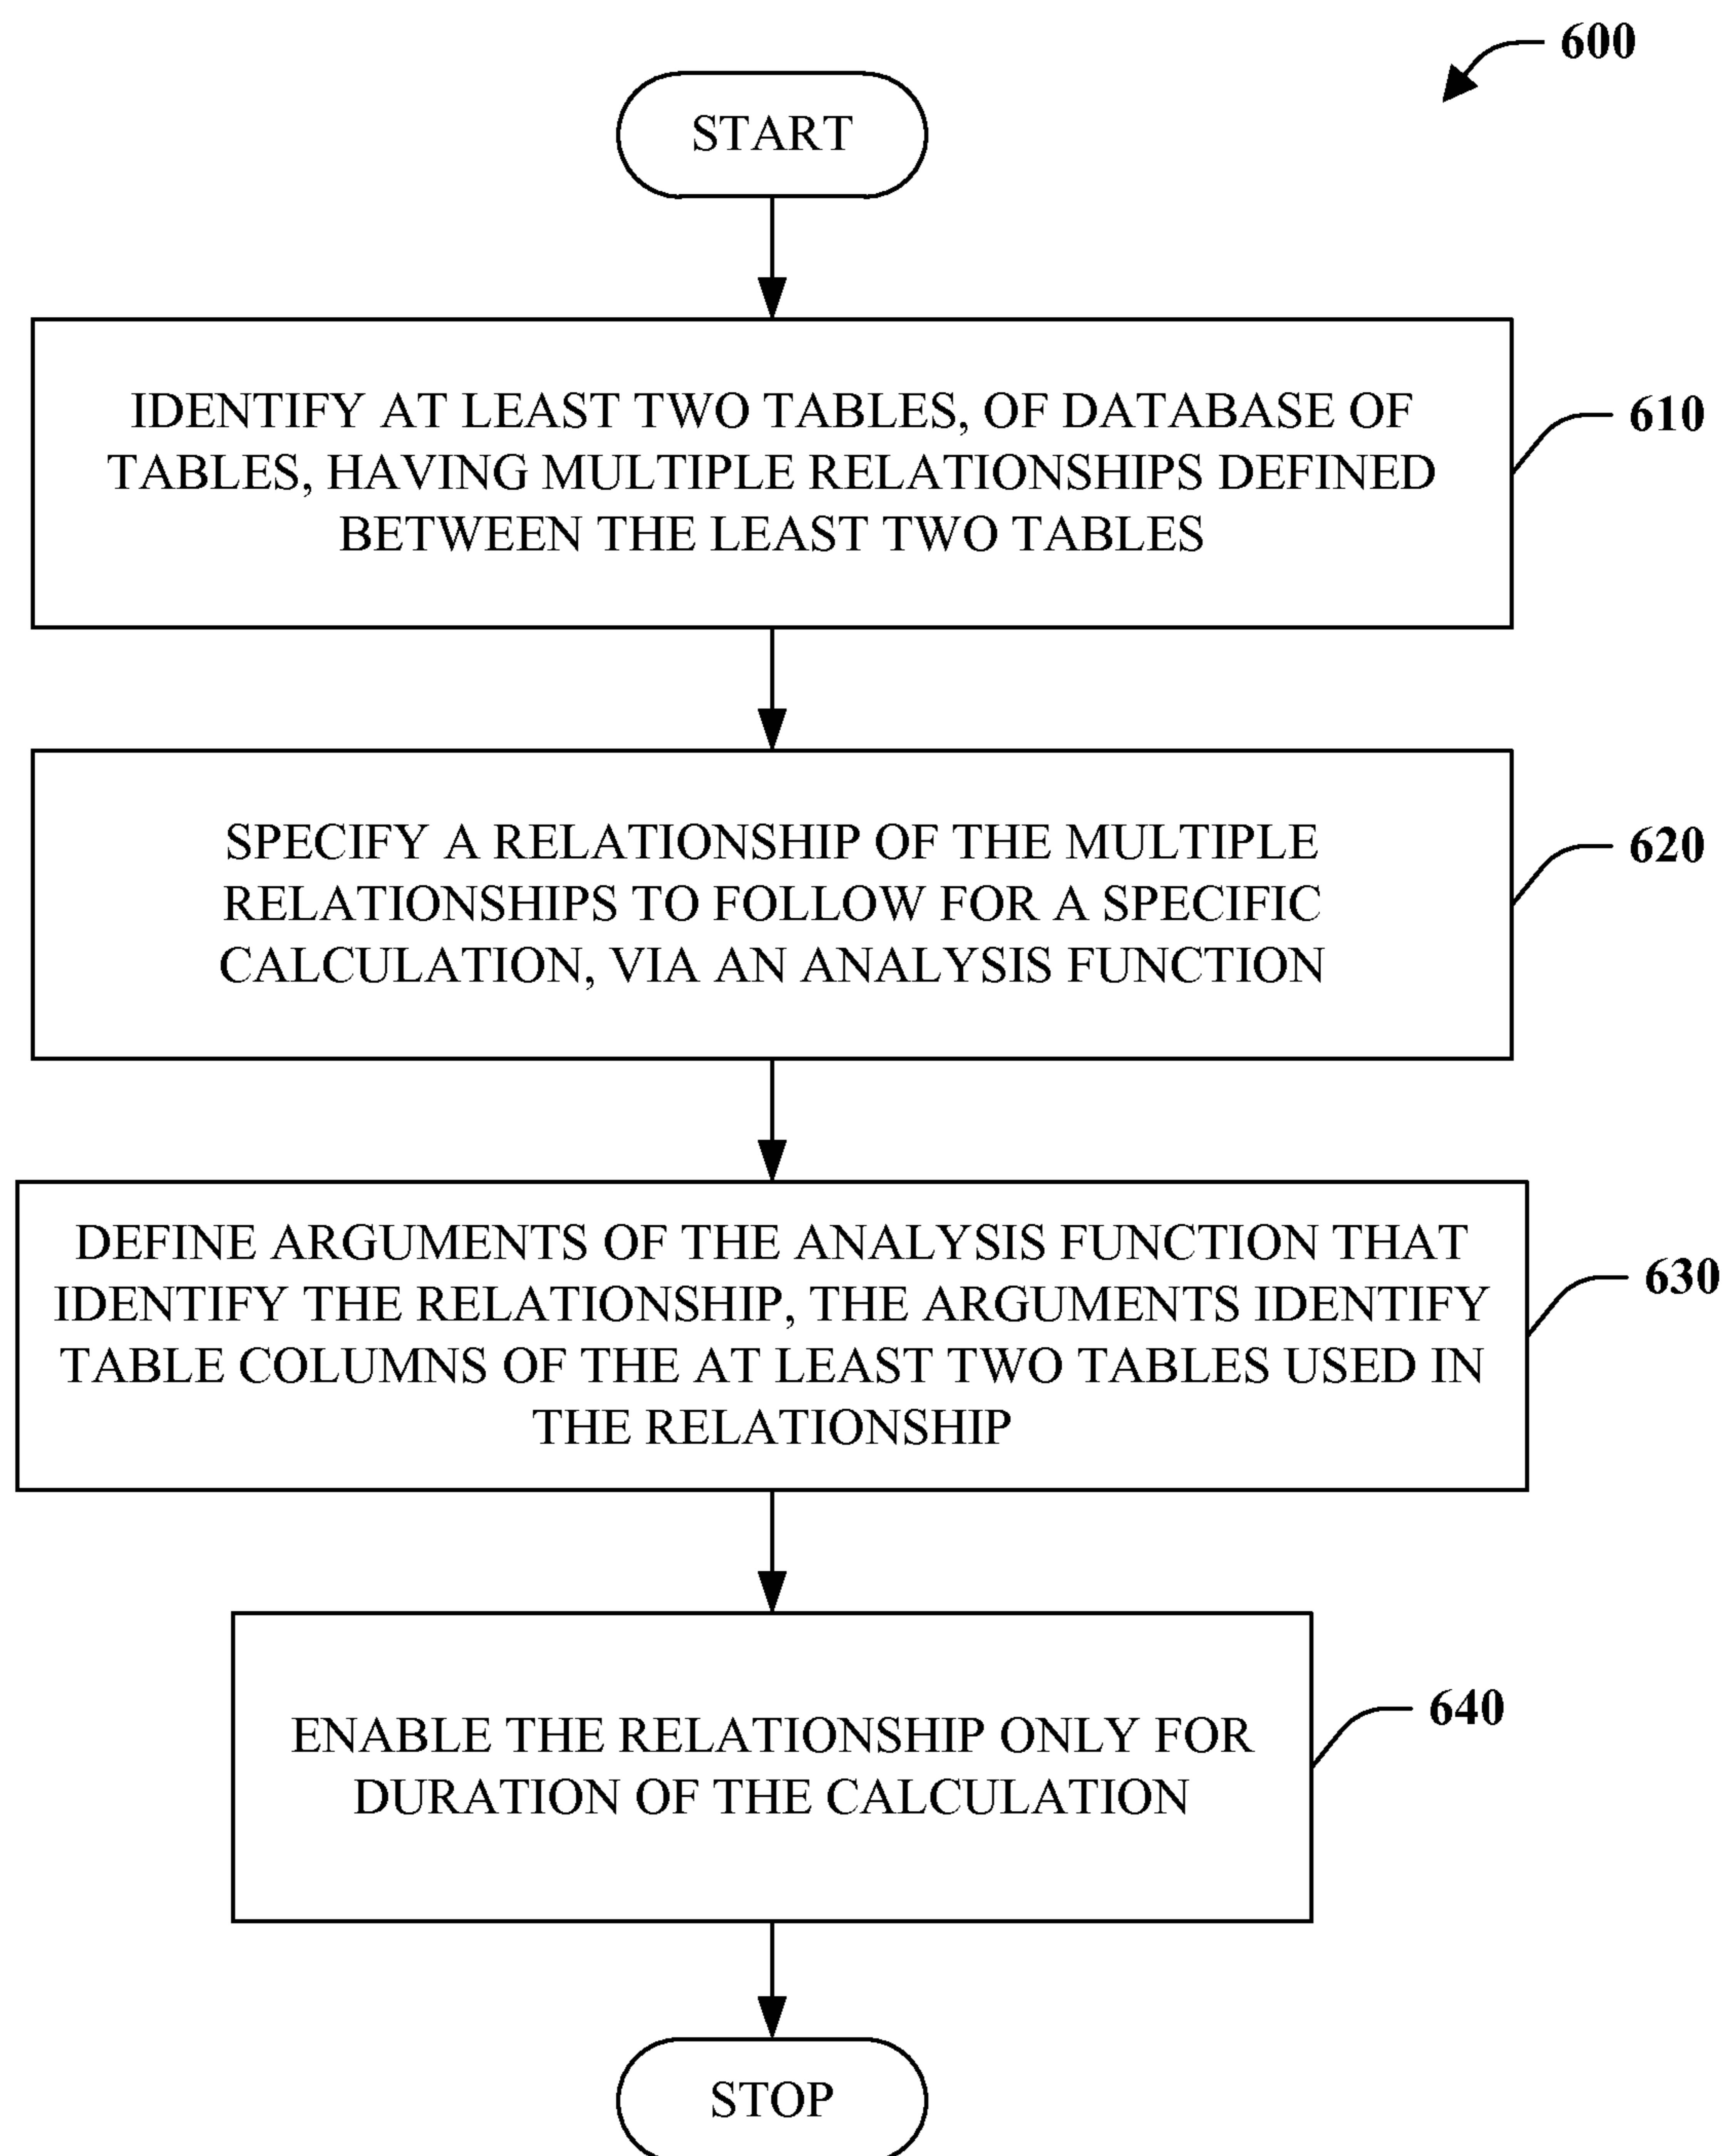 600
START
IDENTIFY AT LEAST TWO TABLES, OF DATABASE OF
TABLES, HAVING MULTIPLE RELATIONSHIPS DEFINED
BETWEEN THE LEAST TWO TABLES
610
SPECIFY A RELATIONSHIP OF THE MULTIPLE
RELATIONSHIPS TO FOLLOW FOR A SPECIFIC
CALCULATION, VIA AN ANALYSIS FUNCTION
620
DEFINE ARGUMENTS OF THE ANALYSIS FUNCTION THAT
IDENTIFY THE RELATIONSHIP, THE ARGUMENTS IDENTIFY
TABLE COLUMNS OF THE AT LEAST TWO TABLES USED IN
THE RELATIONSHIP
630
ENABLE THE RELATIONSHIP ONLY FOR
DURATION OF THE CALCULATION
640
STOP